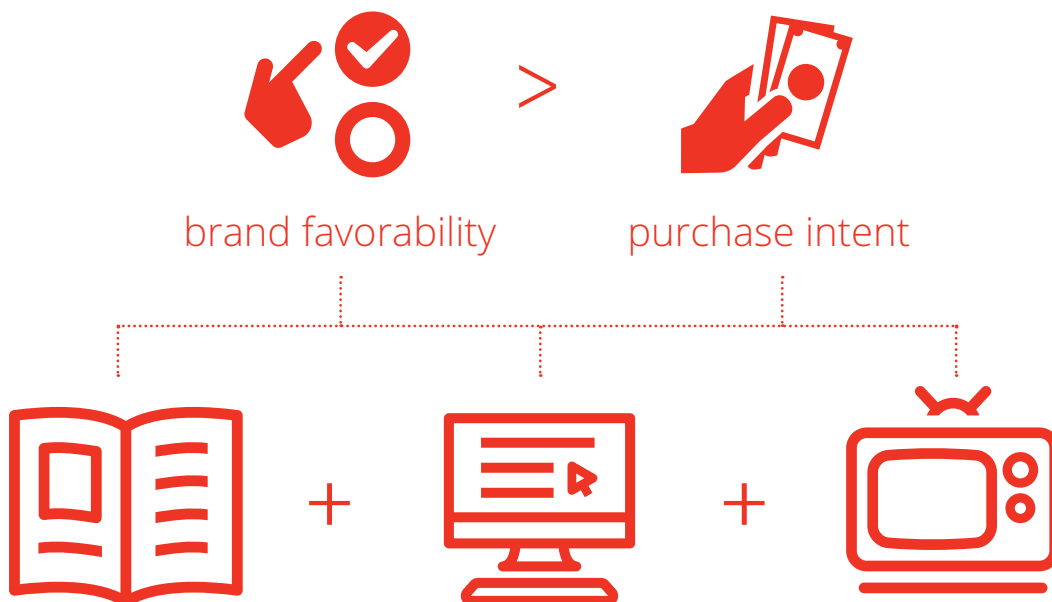 >
brand favorability
purchase intent
+ +